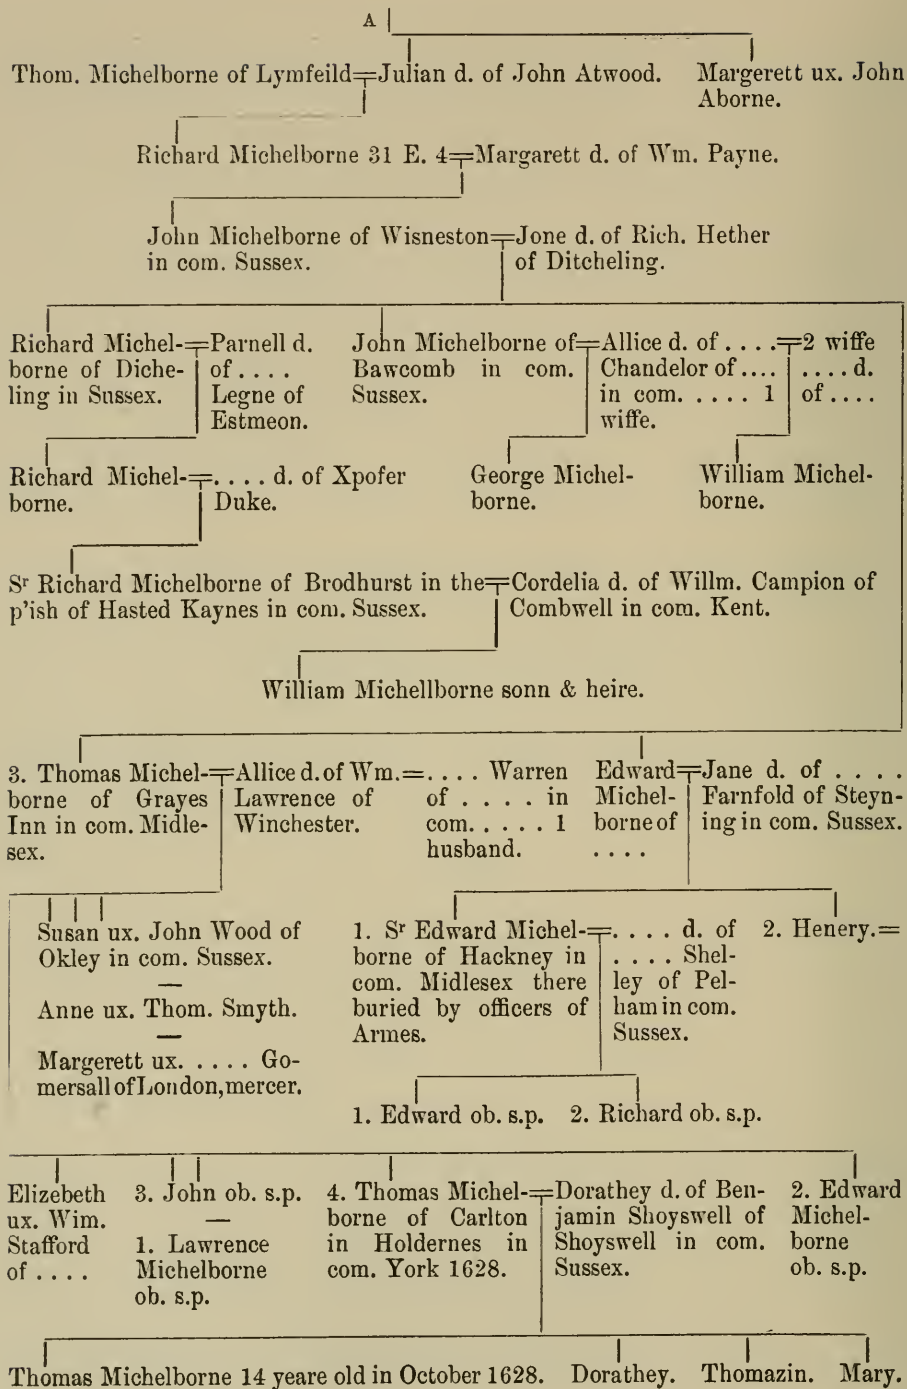 A
Thom. Michelborne of Lymfeild=Julian d. of John Atwood. Margerett ux. John
Aborne.
Richard Michelborne 31 E. 4=Margarett d. of Wm. Payne.
John Michelborne of Wisneston=Jone d. of Rich. Hether
in com. Sussex. of Ditcheling.
Richard Michel-=Parnell d.
borne of Diche- of ....
ling in Sussex. Legne of
Estmeon.
John Michelborne of=Allice d. of ....=2 wiffe
Bawcomb in com. Chandelor of .... .... d.
Sussex. in com. .... 1 of ....
wiffe.
Richard Michel-=.... d. of Xpofer
borne. Duke.
George Michel-
borne.
William Michel-
borne.
Sr Richard Michelborne of Brodhurst in the=Cordelia d. of Willm. Campion of
p'ish of Hasted Kaynes in com. Sussex. Combwell in com. Kent.
William Michellborne sonn & heire.
3. Thomas Michel-=Allice d. of Wm.=.... Warren
borne of Grayes Lawrence of of .... in
Inn in com. Midle- Winchester. com. .... 1
sex. husband.
Edward=Jane d. of ....
Michel- Farnfold of Steyn-
borne of ing in com. Sussex.
....
Susan ux. John Wood of
Okley in com. Sussex.
—
Anne ux. Thom. Smyth.
—
Margerett ux. .... Go-
mersall of London, mercer.
1. Sr Edward Michel-=.... d. of 2. Henery.=
borne of Hackney in .... Shel-
com. Midlesex there ley of Pel-
buried by officers of ham in com.
Armes. Sussex.
1. Edward ob. s.p. 2. Richard ob. s.p.
Elizebeth
ux. Wim.
Stafford
of ....
3. John ob. s.p.
—
1. Lawrence
Michelborne
ob. s.p.
4. Thomas Michel-=Dorathey d. of Ben-
borne of Carlton jamin Shoyswell of
in Holdernes in Shoyswell in com.
com. York 1628. Sussex.
2. Edward
Michel-
borne
ob. s.p.
Thomas Michelborne 14 yeare old in October 1628. Dorathey. Thomazin. Mary.